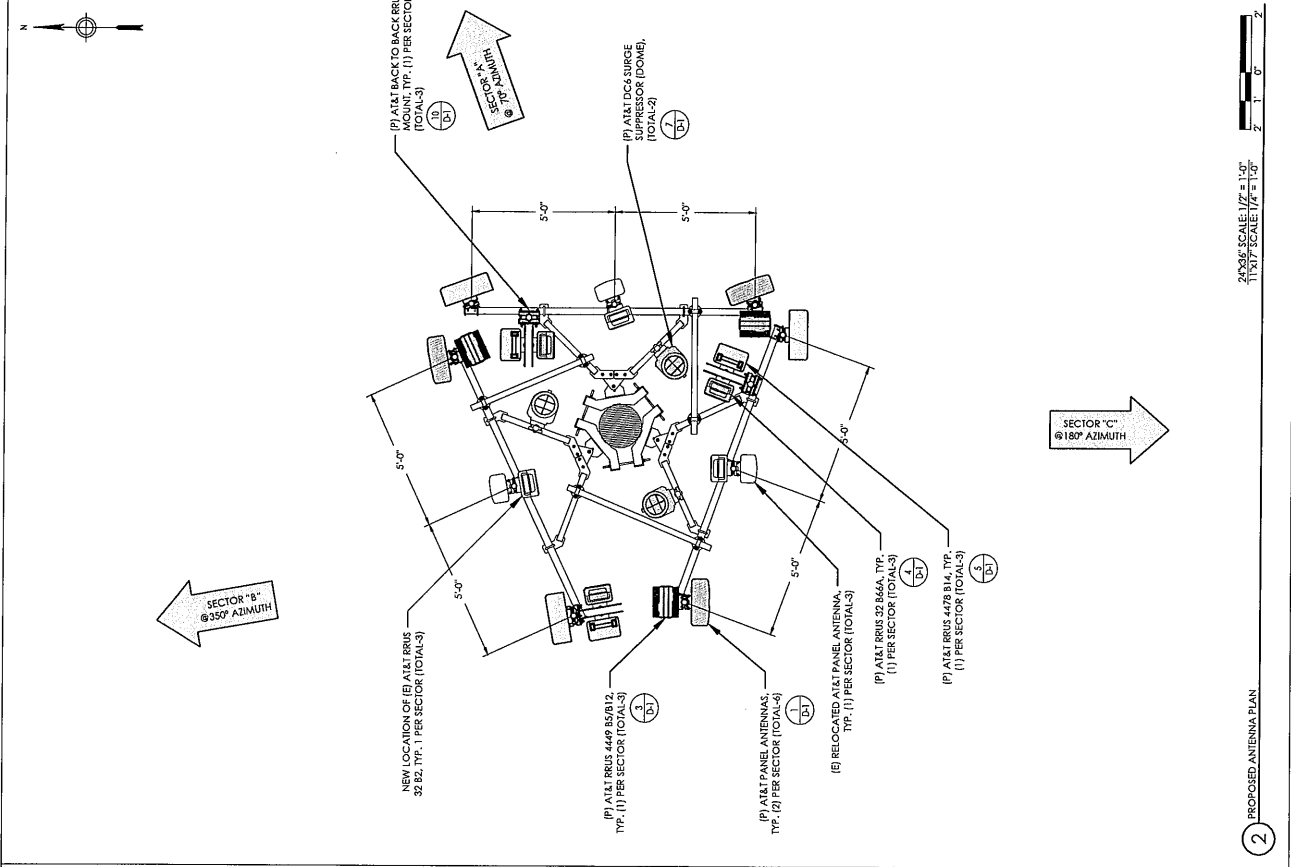 N
(P) AT&T BACK TO BACK RRU
MOUNT, TYP. (1) PER SECTOR
(TOTAL-3)
10
D-1
SECTOR "A"
@ 70° AZIMUTH
(P) AT&T DC6 SURGE
SUPPRESSOR (DOME),
(TOTAL-2)
7
D-1
5'-0"
5'-0"
5'-0"
5'-0"
5'-0"
5'-0"
SECTOR "B"
@350° AZIMUTH
SECTOR "C"
@180° AZIMUTH
NEW LOCATION OF (E) AT&T RRUS
32 B2, TYP. 1 PER SECTOR (TOTAL-3)
(P) AT&T RRUS 4449 B5/B12,
TYP. (1) PER SECTOR (TOTAL-3)
3
D-1
(P) AT&T PANEL ANTENNAS,
TYP. (2) PER SECTOR (TOTAL-6)
1
D-1
(E) RELOCATED AT&T PANEL ANTENNA,
TYP. (1) PER SECTOR (TOTAL-3)
(P) AT&T RRUS 32 B66A, TYP.
(1) PER SECTOR (TOTAL-3)
4
D-1
(P) AT&T RRUS 4478 B14, TYP.
(1) PER SECTOR (TOTAL-3)
5
D-1
24"x36" SCALE: 1/2" = 1'-0"
11"x17" SCALE: 1/4" = 1'-0"
2' 1' 0" 2'
2 PROPOSED ANTENNA PLAN